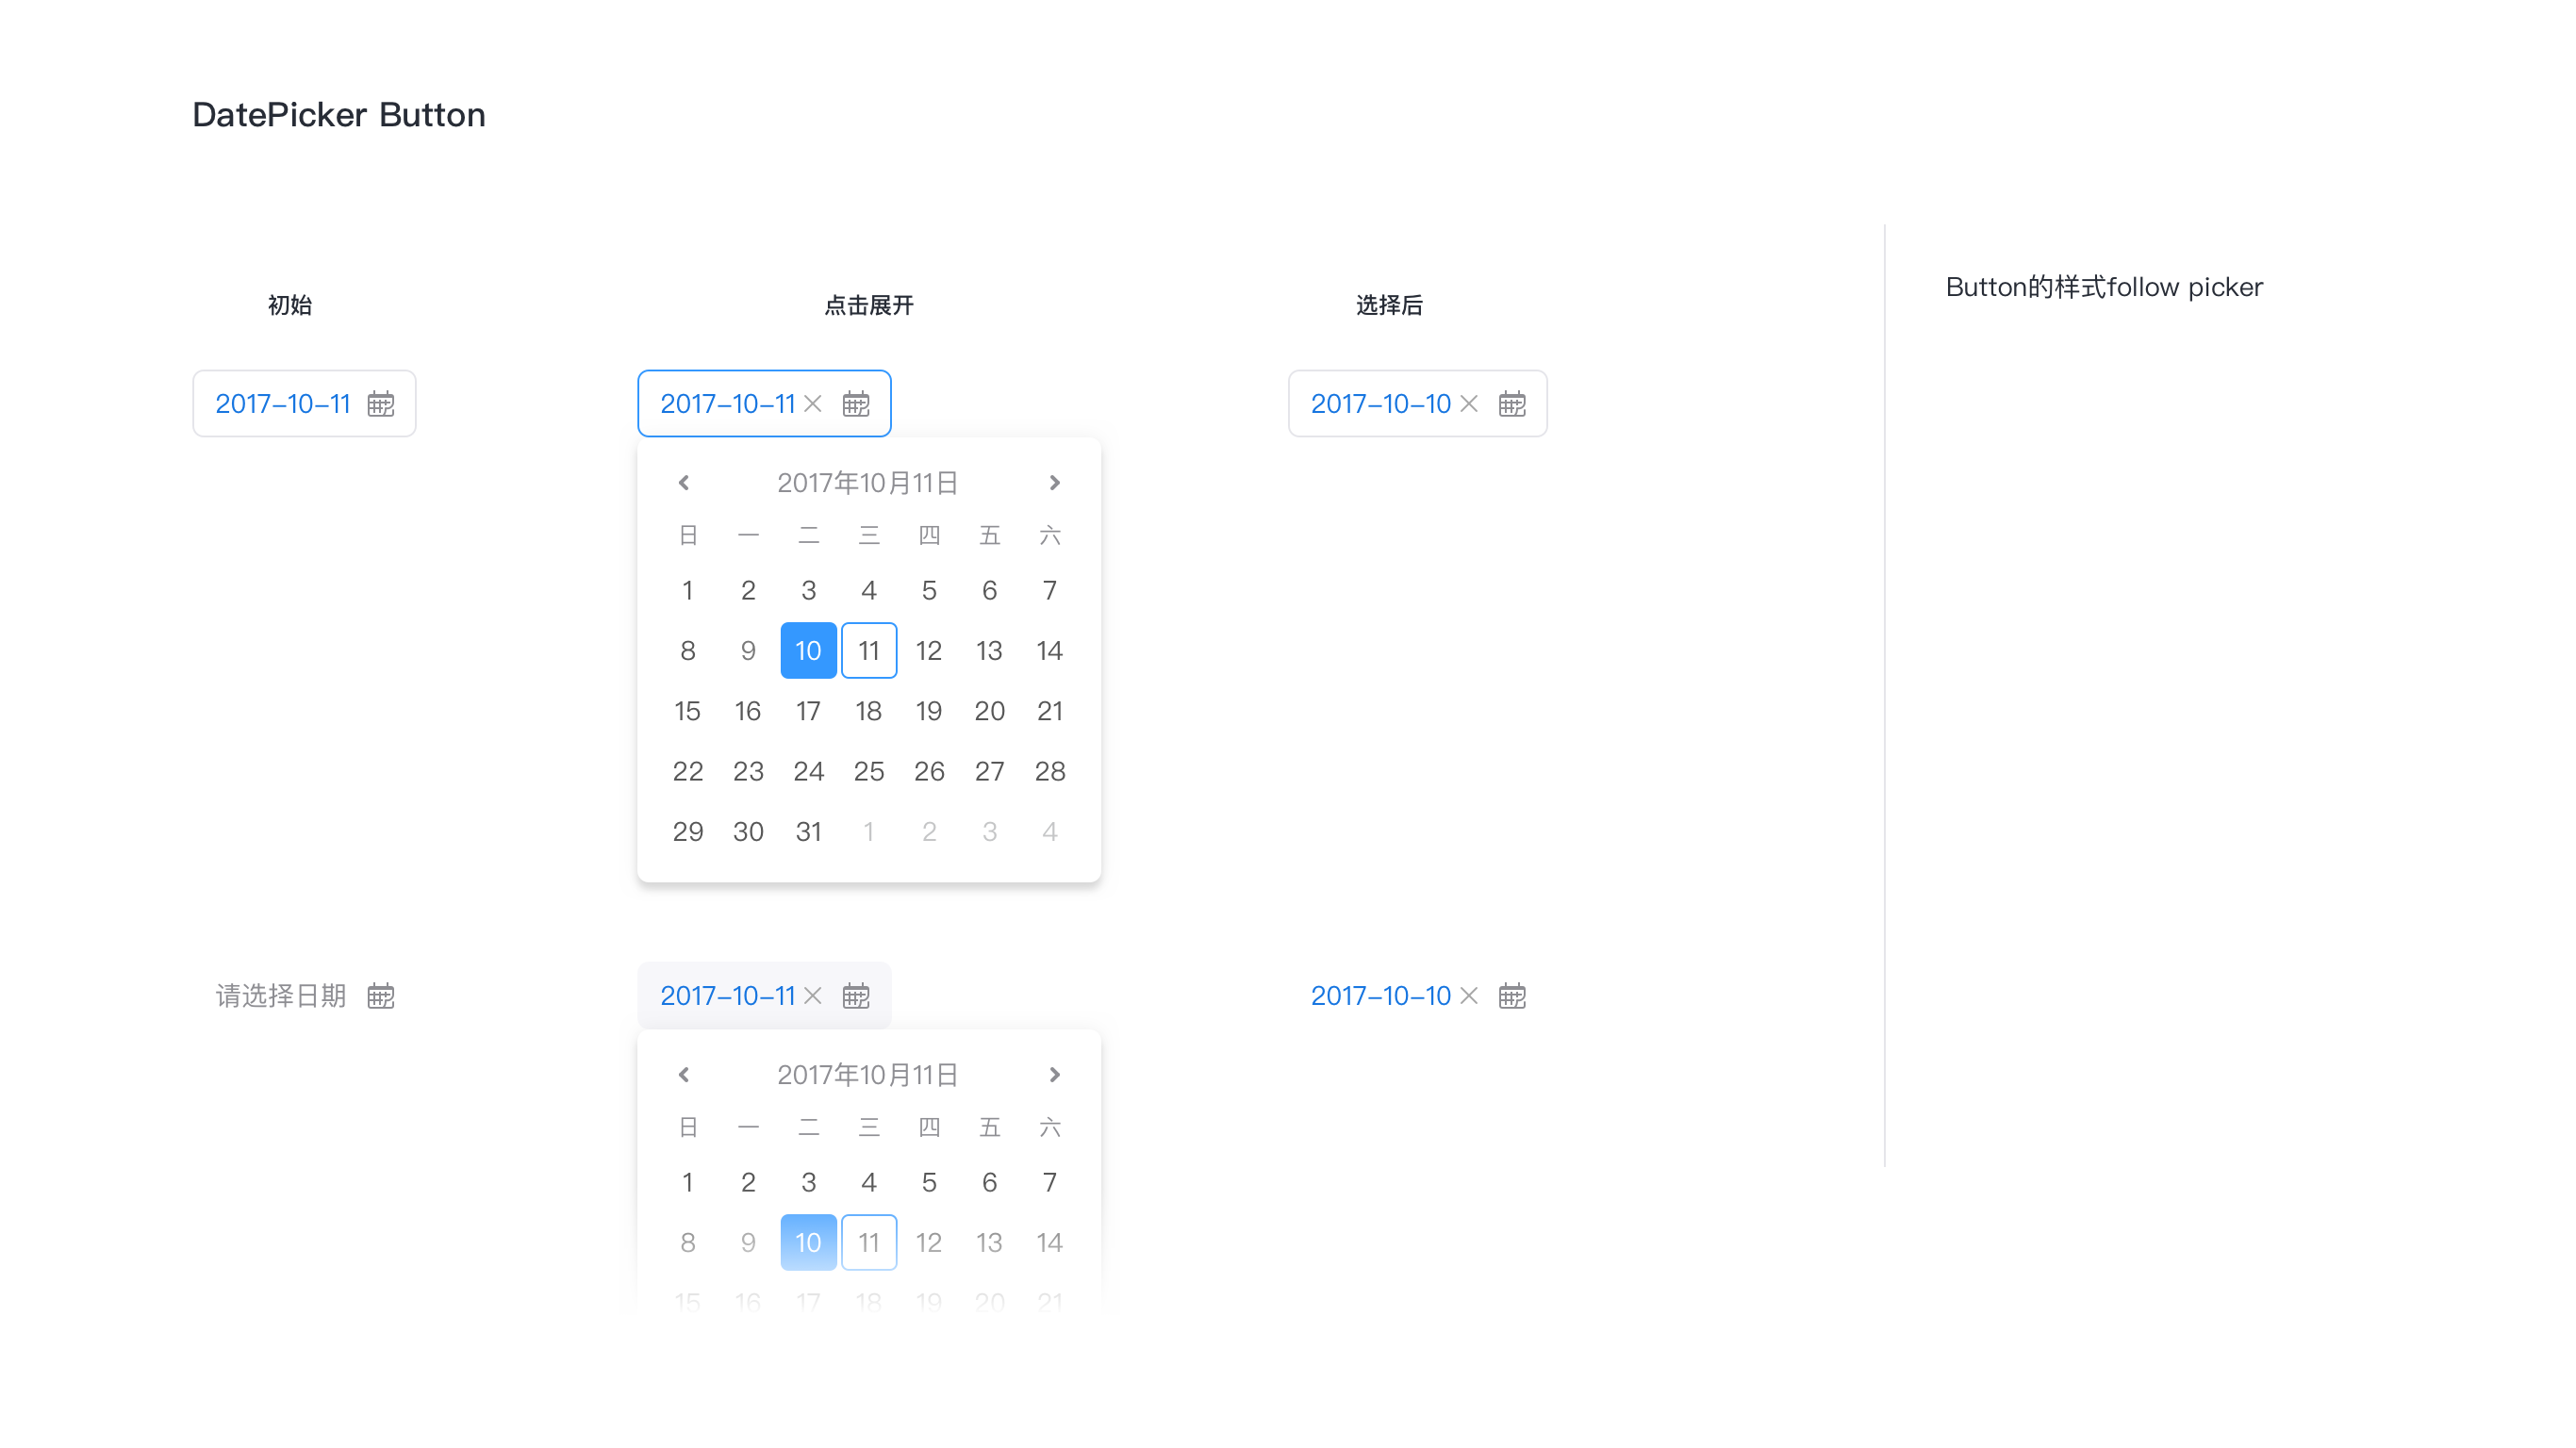 DatePicker Button
初始 点击展开 选择后
Button的样式follow picker
2017-10-11 2017-10-11 2017-10-10
2017年10月11日
日 一 二 三 四 五 六
1 2 3 4 5 6 7
8 9 10 11 12 13 14
15 16 17 18 19 20 21
22 23 24 25 26 27 28
29 30 31 1 2 3 4
请选择日期 2017-10-11 2017-10-10
2017年10月11日
日 一 二 三 四 五 六
1 2 3 4 5 6 7
8 9 10 11 12 13 14
15 16 17 18 19 20 21